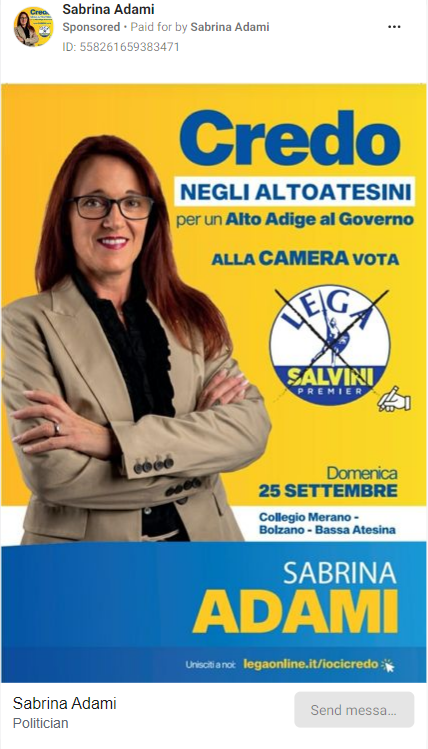 Sabrina Adami
Sponsored • Paid for by Sabrina Adami
ID: 558261659383471
Credo
NEGLI ALTOATESINI
per un Alto Adige al Governo
ALLA CAMERA VOTA
LEGA
SALVINI
PREMIER
Domenica
25 SETTEMBRE
Collegio Merano -
Bolzano - Bassa Atesina
SABRINA
ADAMI
Unisciti a noi: legaonline.it/iocicredo
Sabrina Adami
Politician
Send messa...